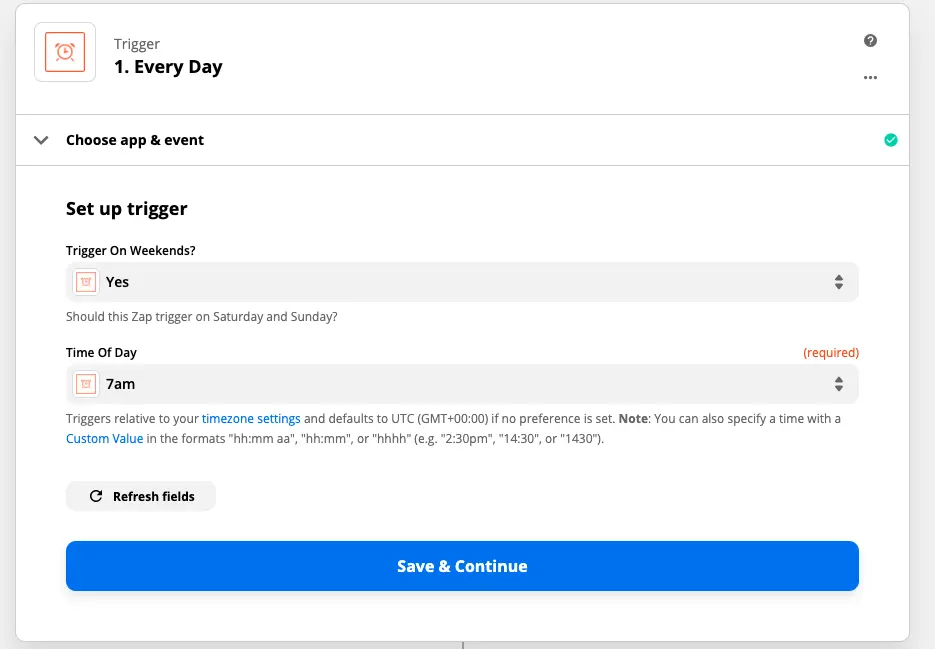 Trigger
1. Every Day
Choose app & event
Set up trigger
Trigger On Weekends?
Yes
Should this Zap trigger on Saturday and Sunday?
Time Of Day (required)
7am
Triggers relative to your timezone settings and defaults to UTC (GMT+00:00) if no preference is set. Note: You can also specify a time with a
Custom Value in the formats "hh:mm aa", "hh:mm", or "hhhh" (e.g. "2:30pm", "14:30", or "1430").
Refresh fields
Save & Continue